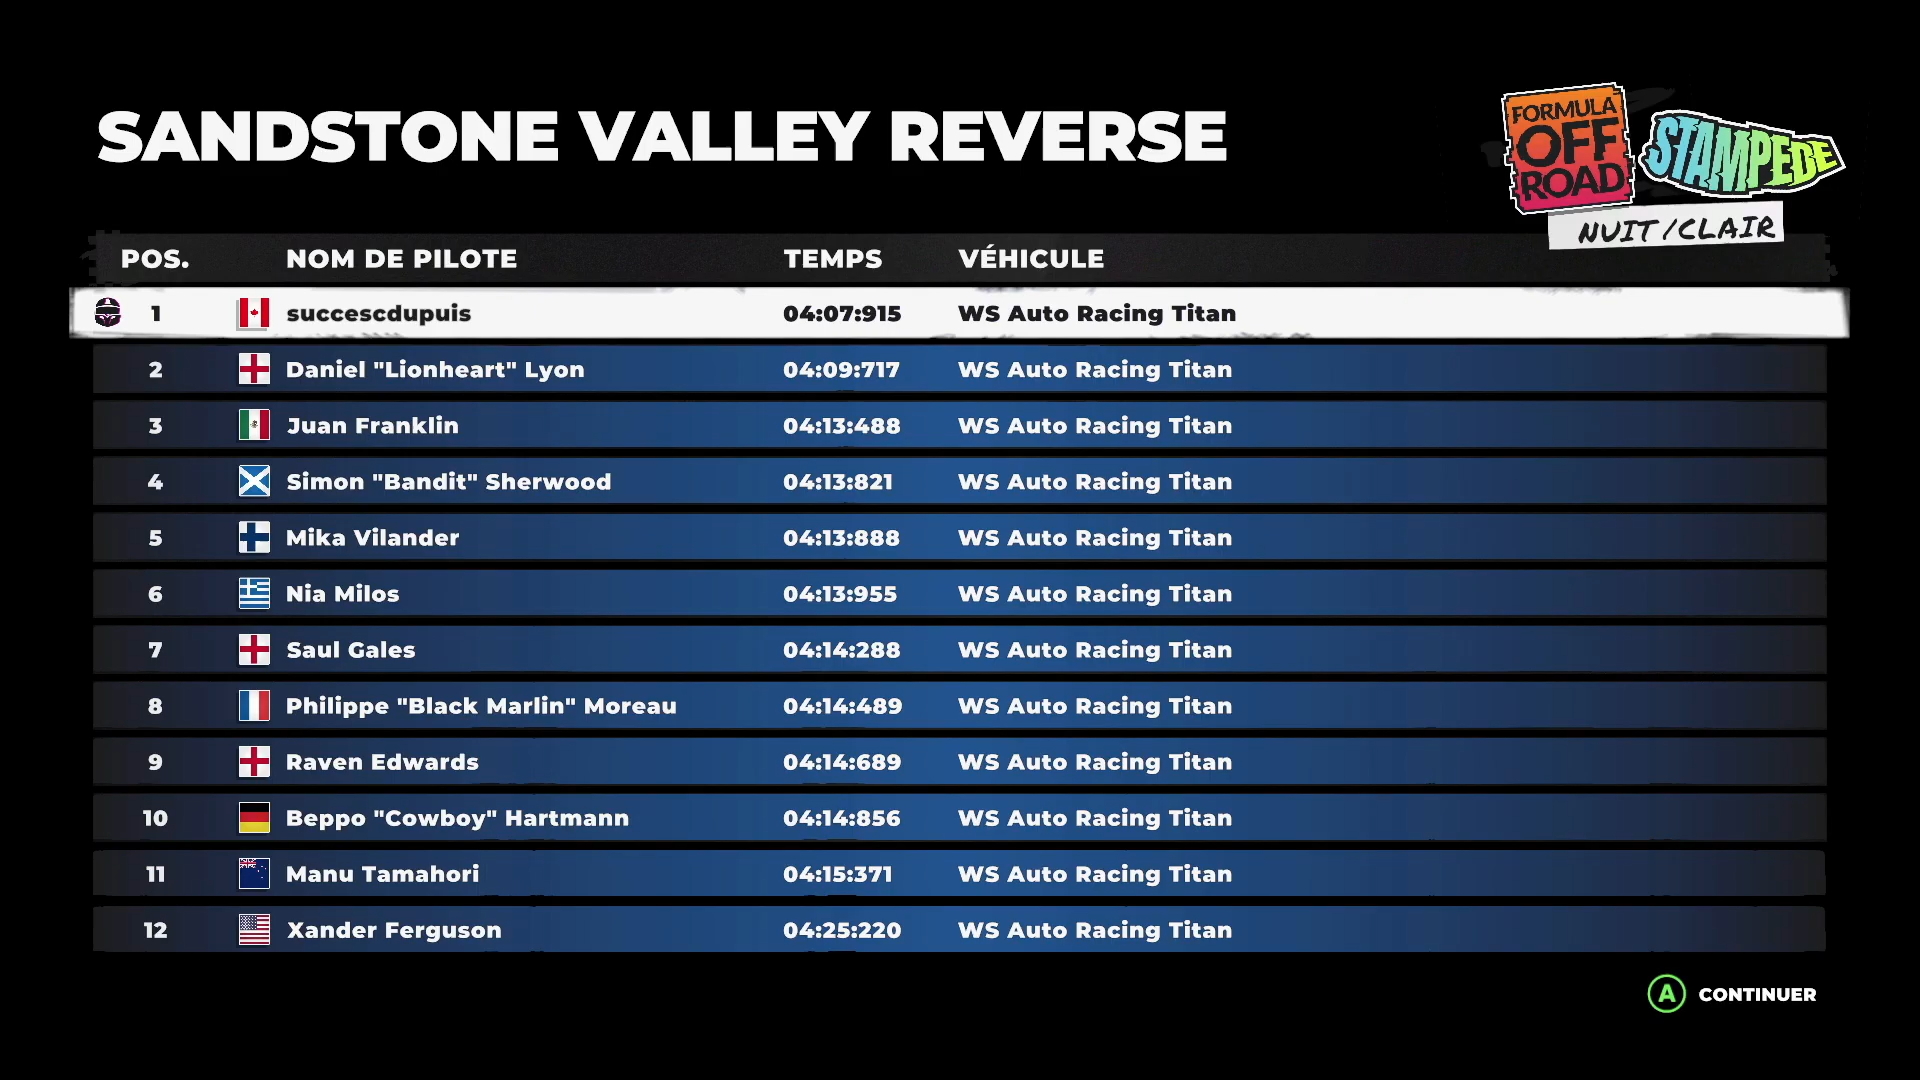 SANDSTONE VALLEY REVERSE
FORMULA
OFF
ROAD
STAMPEDE
NUIT/CLAIR
POS. NOM DE PILOTE TEMPS VÉHICULE
1 succescdupuis 04:07:915 WS Auto Racing Titan
2 Daniel "Lionheart" Lyon 04:09:717 WS Auto Racing Titan
3 Juan Franklin 04:13:488 WS Auto Racing Titan
4 Simon "Bandit" Sherwood 04:13:821 WS Auto Racing Titan
5 Mika Vilander 04:13:888 WS Auto Racing Titan
6 Nia Milos 04:13:955 WS Auto Racing Titan
7 Saul Gales 04:14:288 WS Auto Racing Titan
8 Philippe "Black Marlin" Moreau 04:14:489 WS Auto Racing Titan
9 Raven Edwards 04:14:689 WS Auto Racing Titan
10 Beppo "Cowboy" Hartmann 04:14:856 WS Auto Racing Titan
11 Manu Tamahori 04:15:371 WS Auto Racing Titan
12 Xander Ferguson 04:25:220 WS Auto Racing Titan
A CONTINUER